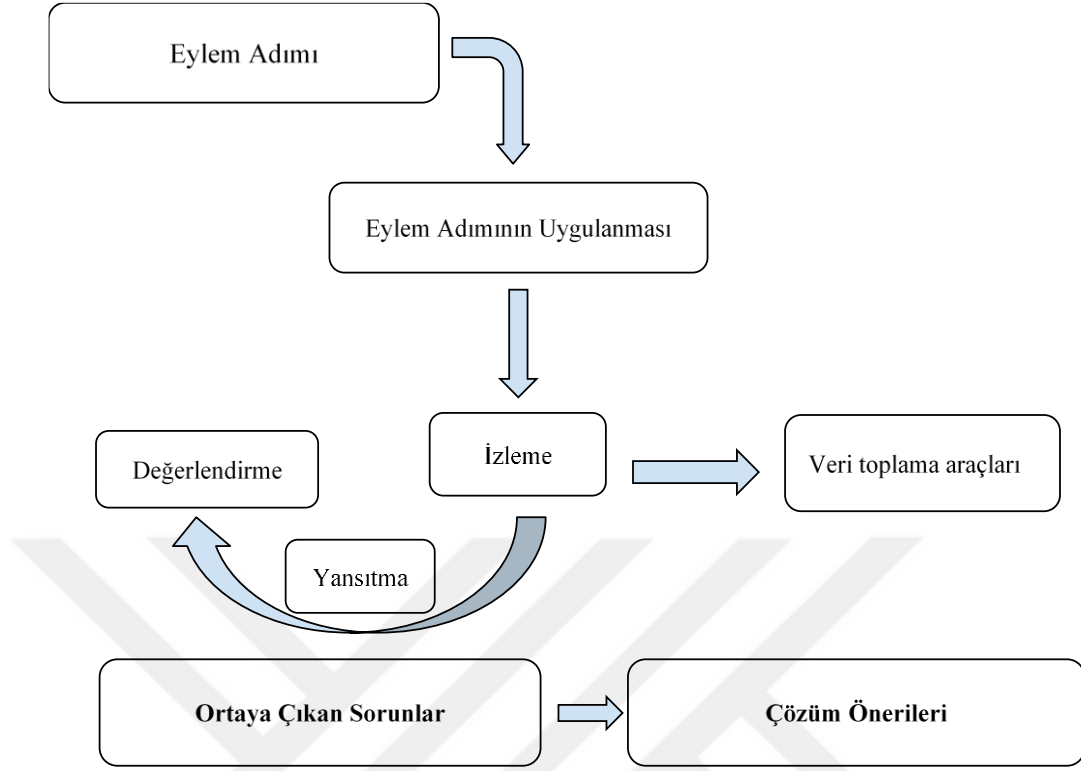 Eylem Adımı
Eylem Adımının Uygulanması
İzleme
Değerlendirme
Veri toplama araçları
Yansıtma
Ortaya Çıkan Sorunlar
Çözüm Önerileri